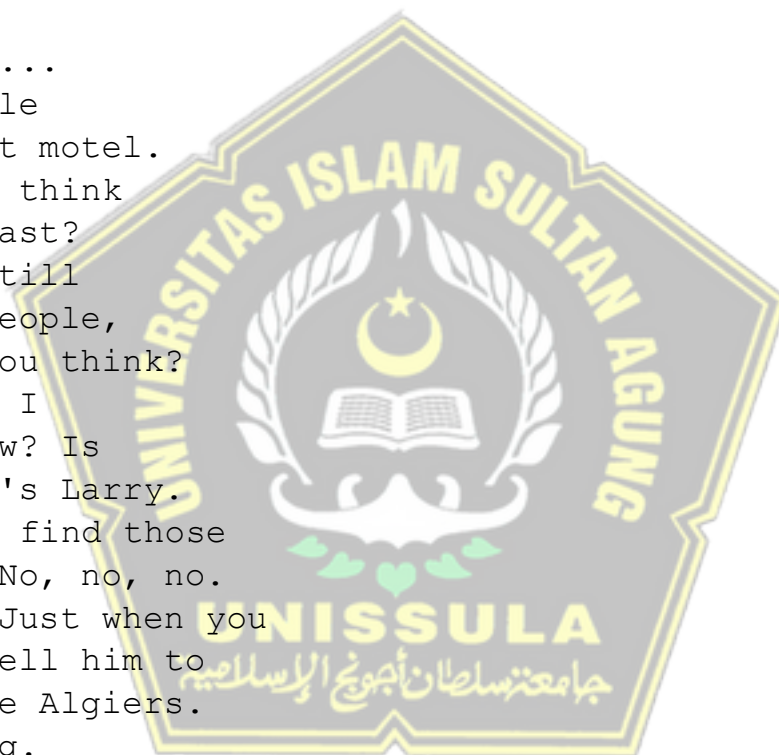 ...
le
t motel.
think
ast?
till
eople,
ou think?
I
w? Is
's Larry.
find those
No, no, no.
Just when you
ell him to
e Algiers.
g.
UNIVERSITAS ISLAM SULTAN AGUNG
UNISSULA
جامعة سلطان أجونج الإسلامية